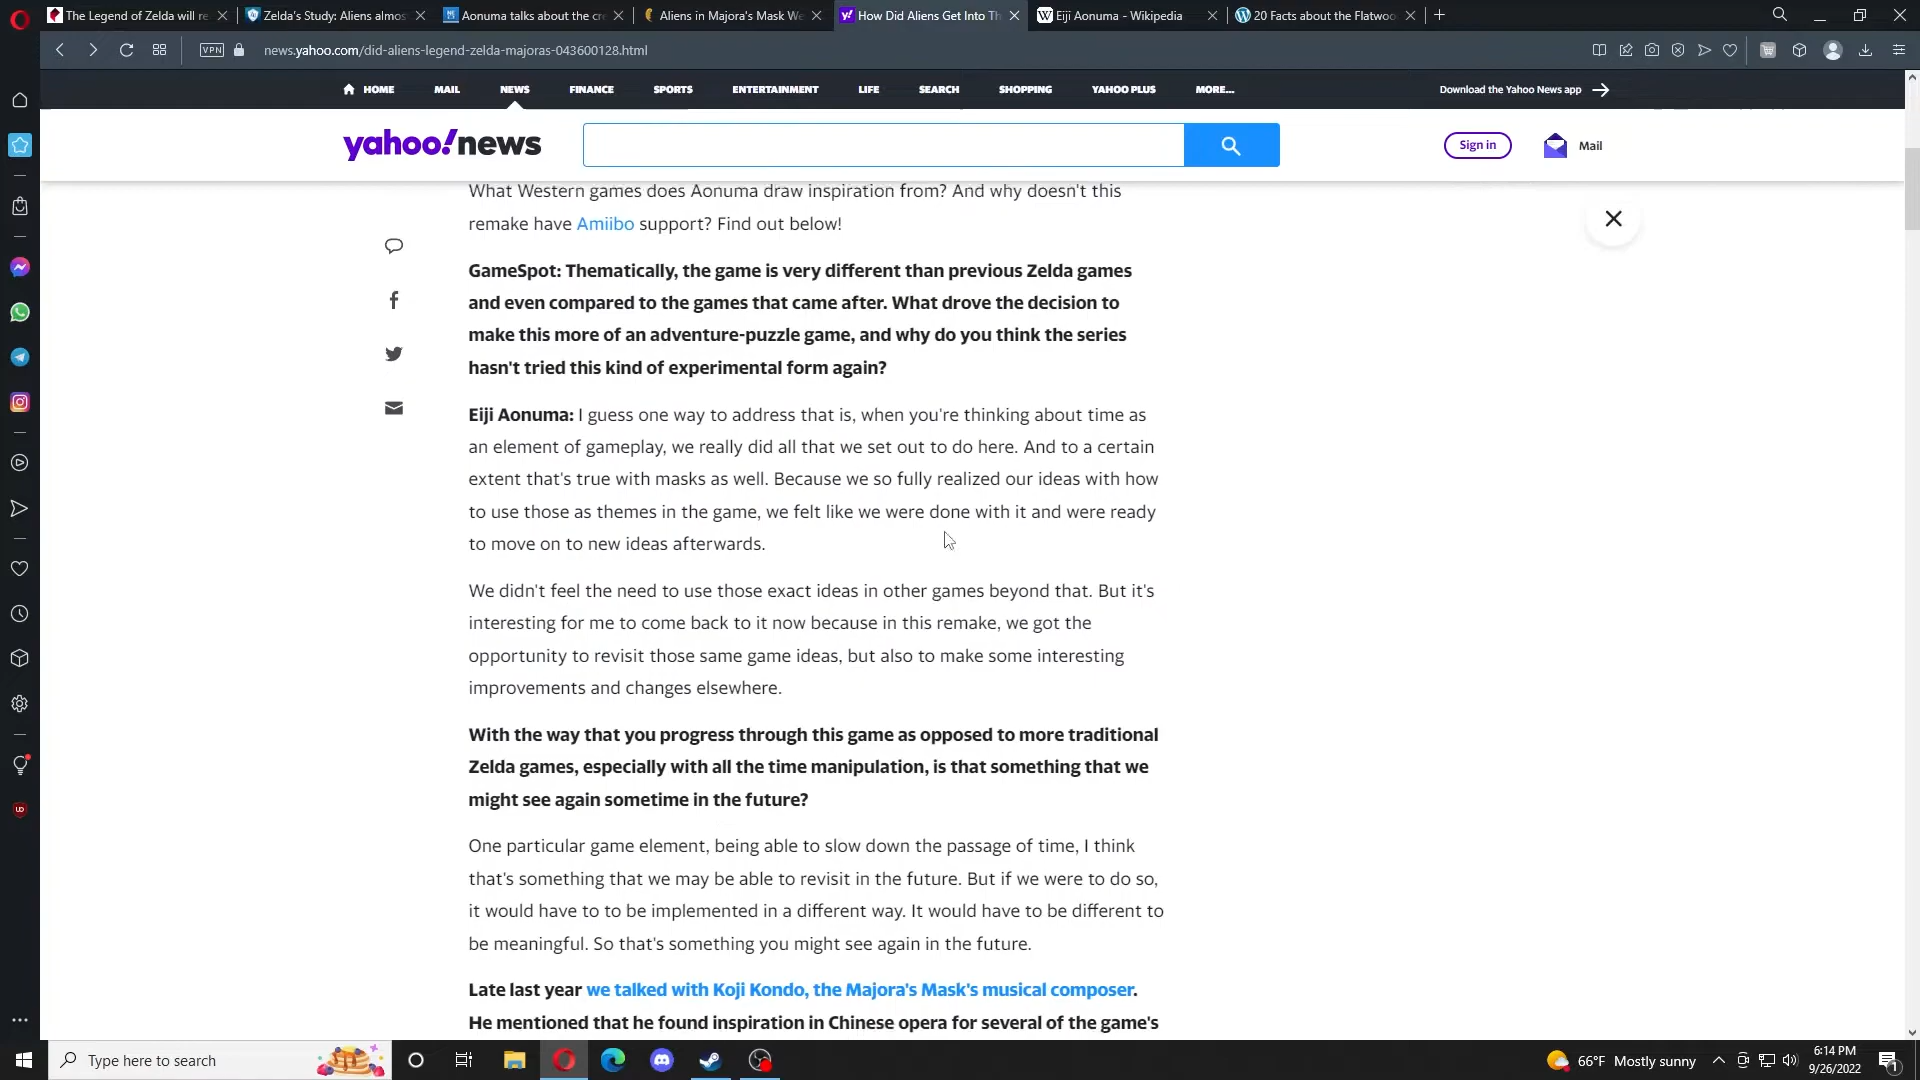 The Legend of Zelda will re
Zelda's Study: Aliens almos
Aonuma talks about the cr
Aliens in Majora's Mask We
How Did Aliens Get Into Th
Eiji Aonuma - Wikipedia
20 Facts about the Flatwoo
VPN
news.yahoo.com/did-aliens-legend-zelda-majoras-043600128.html
HOME
MAIL
NEWS
FINANCE
SPORTS
ENTERTAINMENT
LIFE
SEARCH
SHOPPING
YAHOO PLUS
MORE...
Download the Yahoo News app
yahoo!news
Sign in
Mail
What Western games does Aonuma draw inspiration from? And why doesn't this
remake have Amiibo support? Find out below!
GameSpot: Thematically, the game is very different than previous Zelda games
and even compared to the games that came after. What drove the decision to
make this more of an adventure-puzzle game, and why do you think the series
hasn't tried this kind of experimental form again?
Eiji Aonuma: I guess one way to address that is, when you're thinking about time as
an element of gameplay, we really did all that we set out to do here. And to a certain
extent that's true with masks as well. Because we so fully realized our ideas with how
to use those as themes in the game, we felt like we were done with it and were ready
to move on to new ideas afterwards.
We didn't feel the need to use those exact ideas in other games beyond that. But it's
interesting for me to come back to it now because in this remake, we got the
opportunity to revisit those same game ideas, but also to make some interesting
improvements and changes elsewhere.
With the way that you progress through this game as opposed to more traditional
Zelda games, especially with all the time manipulation, is that something that we
might see again sometime in the future?
One particular game element, being able to slow down the passage of time, I think
that's something that we may be able to revisit in the future. But if we were to do so,
it would have to to be implemented in a different way. It would have to be different to
be meaningful. So that's something you might see again in the future.
Late last year we talked with Koji Kondo, the Majora's Mask's musical composer.
He mentioned that he found inspiration in Chinese opera for several of the game's
Type here to search
66°F Mostly sunny
6:14 PM
9/26/2022
1